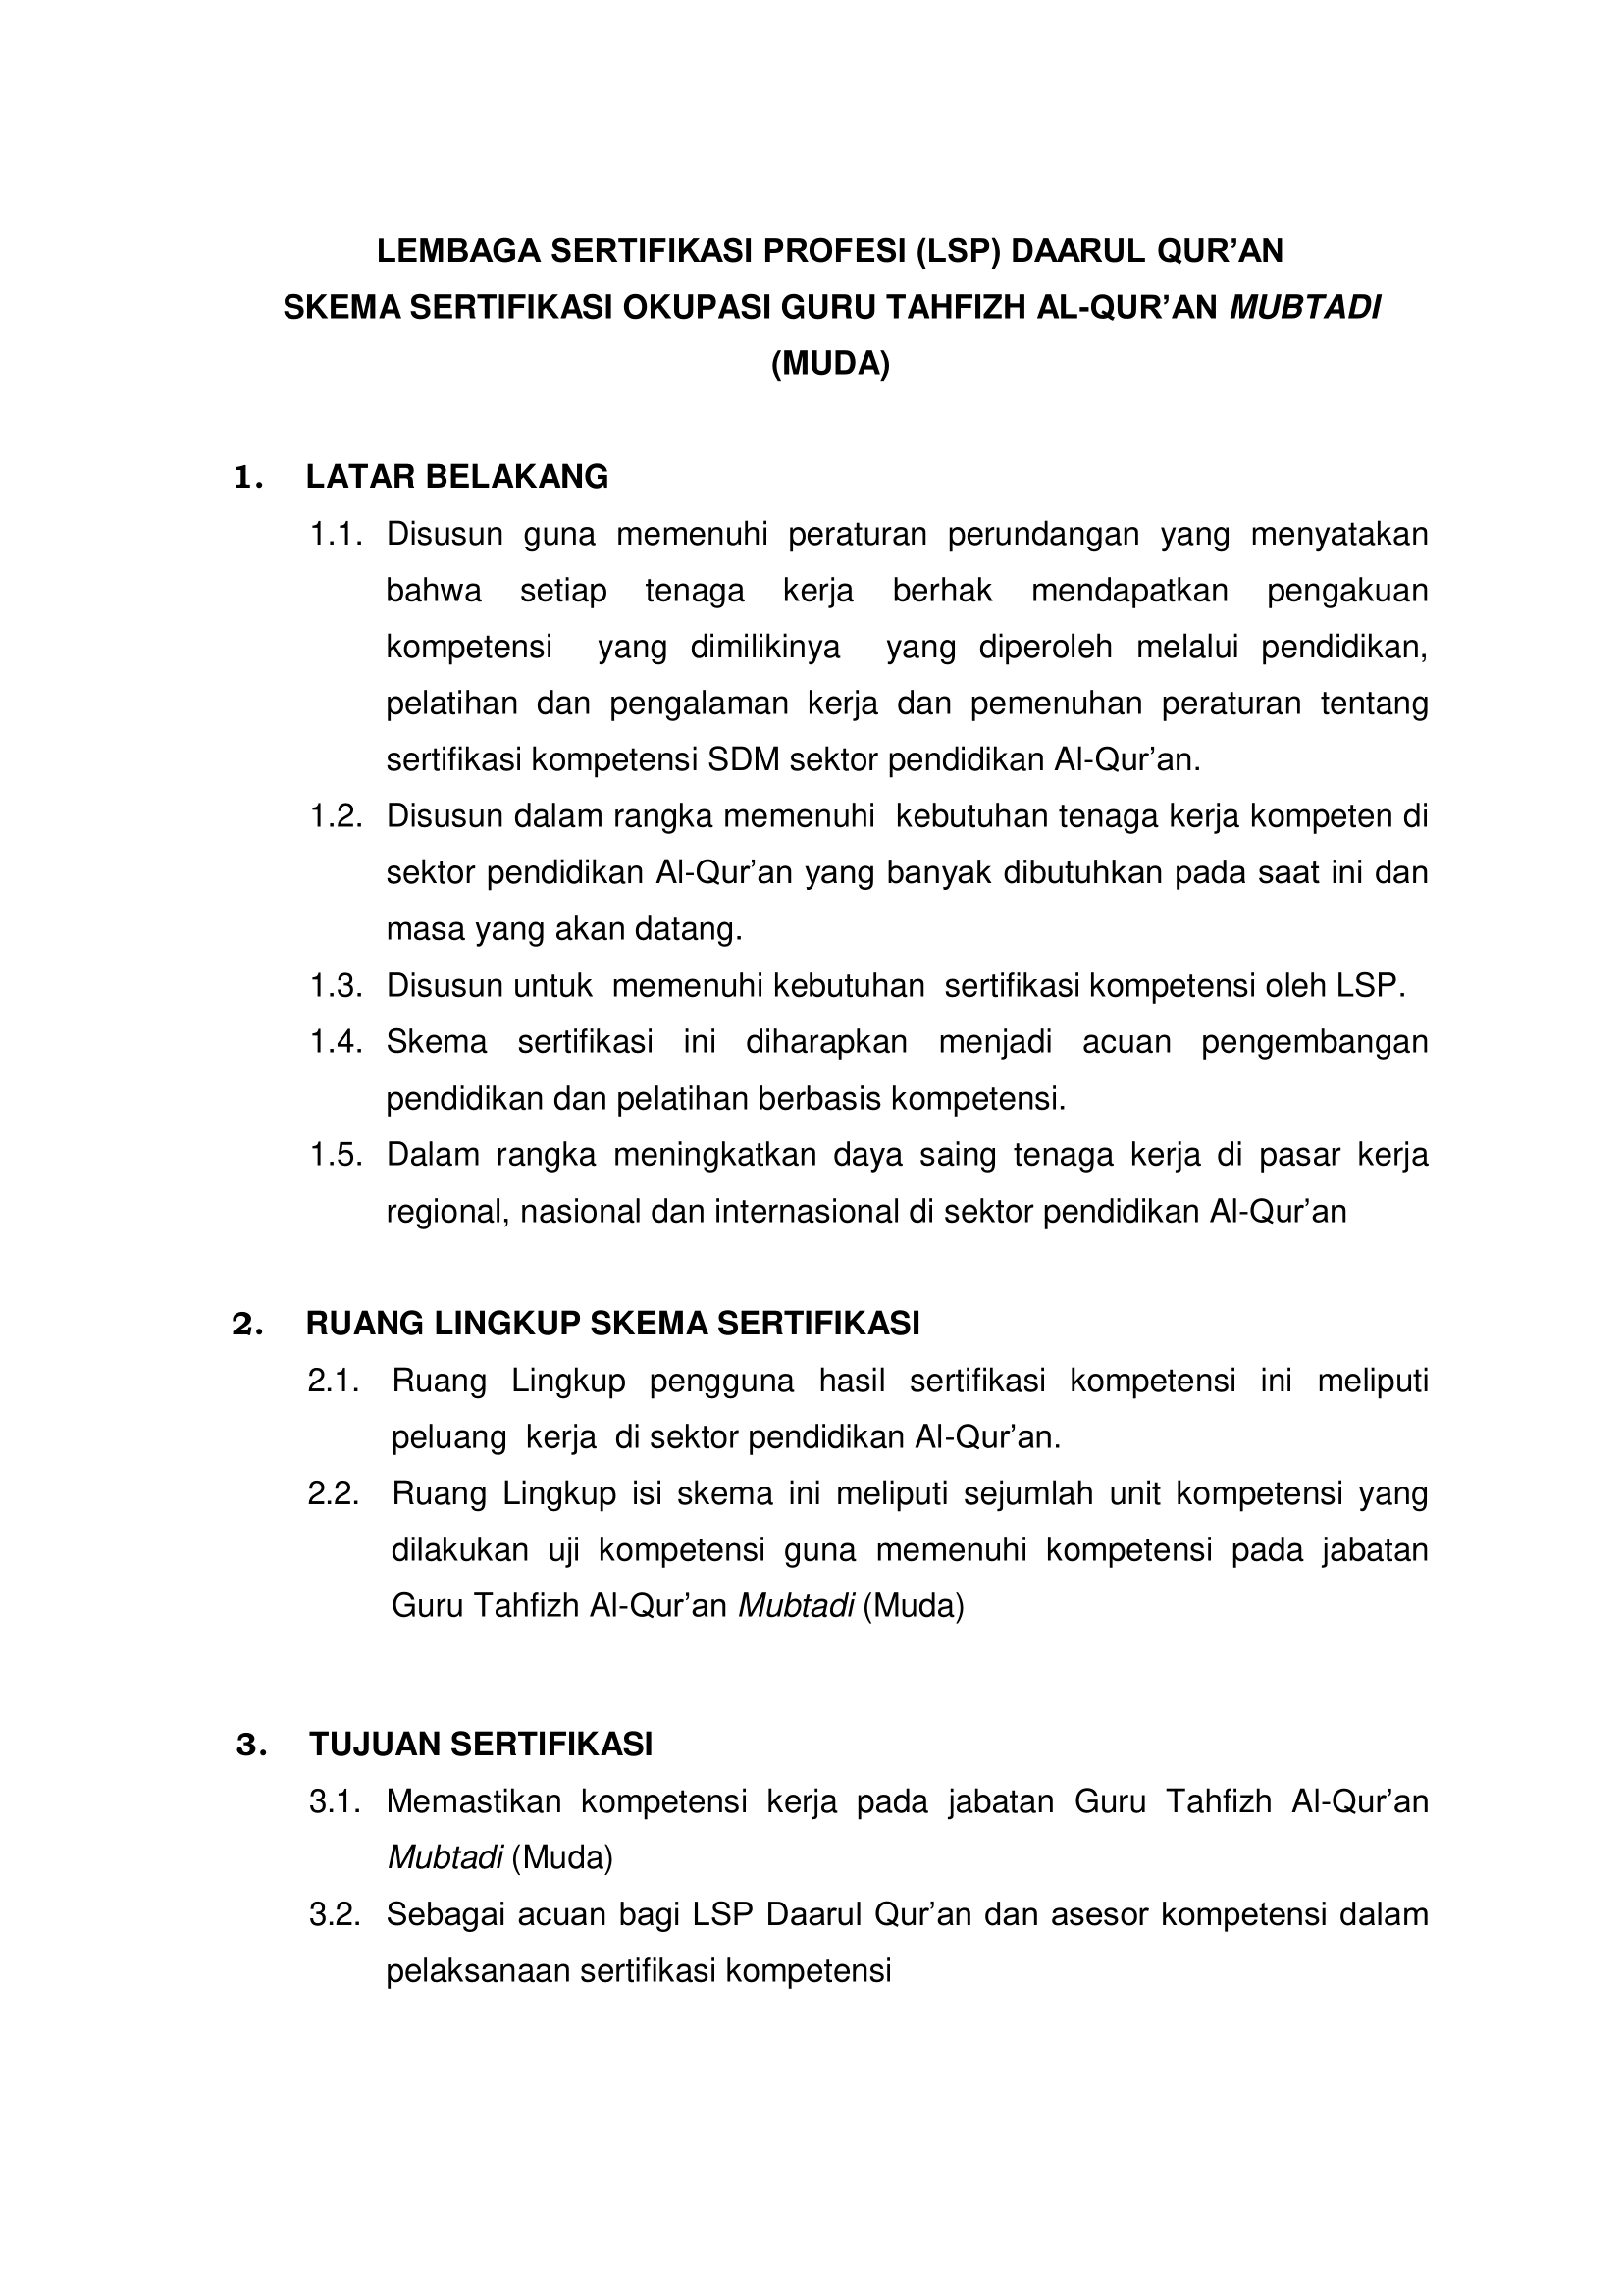 LEMBAGA SERTIFIKASI PROFESI (LSP) DAARUL QUR’AN
SKEMA SERTIFIKASI OKUPASI GURU TAHFIZH AL-QUR’AN MUBTADI
(MUDA)
1. LATAR BELAKANG
1.1. Disusun guna memenuhi peraturan perundangan yang menyatakan
bahwa setiap tenaga kerja berhak mendapatkan pengakuan
kompetensi yang dimilikinya yang diperoleh melalui pendidikan,
pelatihan dan pengalaman kerja dan pemenuhan peraturan tentang
sertifikasi kompetensi SDM sektor pendidikan Al-Qur’an.
1.2. Disusun dalam rangka memenuhi kebutuhan tenaga kerja kompeten di
sektor pendidikan Al-Qur’an yang banyak dibutuhkan pada saat ini dan
masa yang akan datang.
1.3. Disusun untuk memenuhi kebutuhan sertifikasi kompetensi oleh LSP.
1.4. Skema sertifikasi ini diharapkan menjadi acuan pengembangan
pendidikan dan pelatihan berbasis kompetensi.
1.5. Dalam rangka meningkatkan daya saing tenaga kerja di pasar kerja
regional, nasional dan internasional di sektor pendidikan Al-Qur’an
2. RUANG LINGKUP SKEMA SERTIFIKASI
2.1. Ruang Lingkup pengguna hasil sertifikasi kompetensi ini meliputi
peluang kerja di sektor pendidikan Al-Qur’an.
2.2. Ruang Lingkup isi skema ini meliputi sejumlah unit kompetensi yang
dilakukan uji kompetensi guna memenuhi kompetensi pada jabatan
Guru Tahfizh Al-Qur’an Mubtadi (Muda)
3. TUJUAN SERTIFIKASI
3.1. Memastikan kompetensi kerja pada jabatan Guru Tahfizh Al-Qur’an
Mubtadi (Muda)
3.2. Sebagai acuan bagi LSP Daarul Qur’an dan asesor kompetensi dalam
pelaksanaan sertifikasi kompetensi